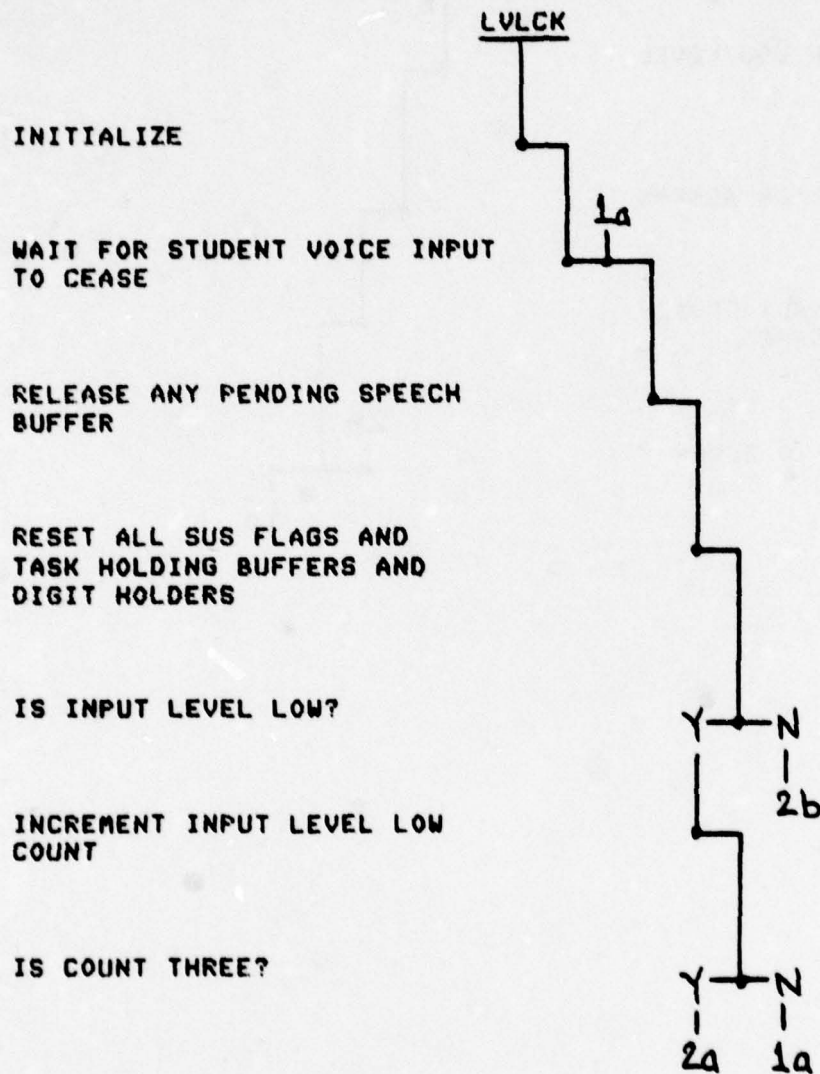 LVLCK
INITIALIZE
1a
WAIT FOR STUDENT VOICE INPUT
TO CEASE
RELEASE ANY PENDING SPEECH
BUFFER
RESET ALL SUS FLAGS AND
TASK HOLDING BUFFERS AND
DIGIT HOLDERS
IS INPUT LEVEL LOW?
Y N
2b
INCREMENT INPUT LEVEL LOW
COUNT
IS COUNT THREE?
Y N
2a 1a